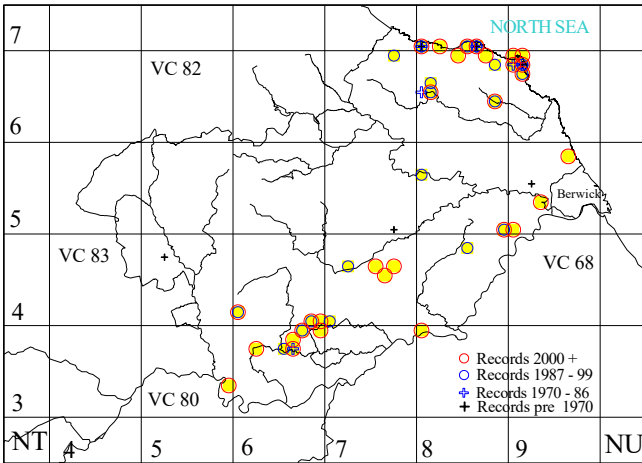 NORTH SEA
7
VC 82
6
Berwick
5
VC 83
VC 68
4
Records 2000 +
Records 1987 - 99
Records 1970 - 86
Records pre 1970
VC 80
3
NT 4 5 6 7 8 9 NU